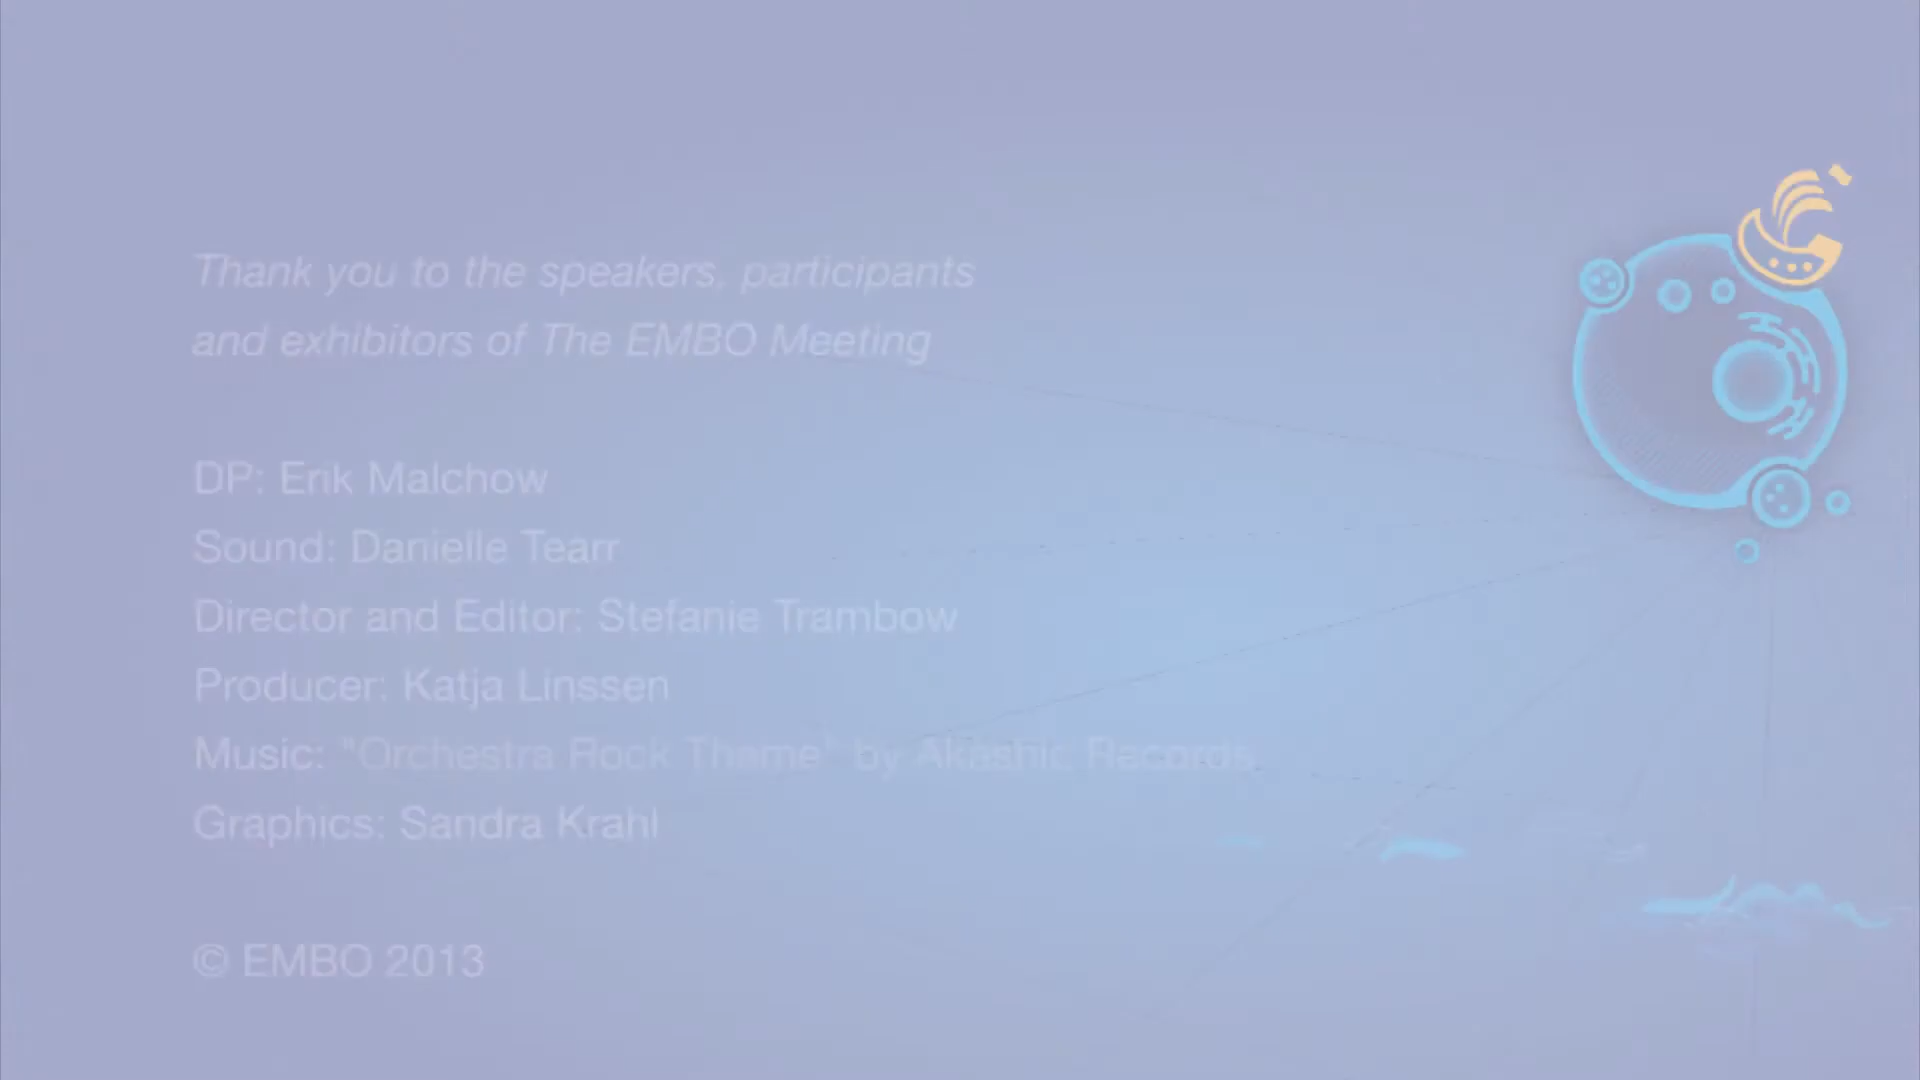 Thank you to the speakers, participants
and exhibitors of The EMBO Meeting
DP: Erik Malchow
Sound: Danielle Tearr
Director and Editor: Stefanie Trambow
Producer: Katja Linssen
Music: "Orchestra Rock Theme" by Akashic Records
Graphics: Sandra Krahl
© EMBO 2013